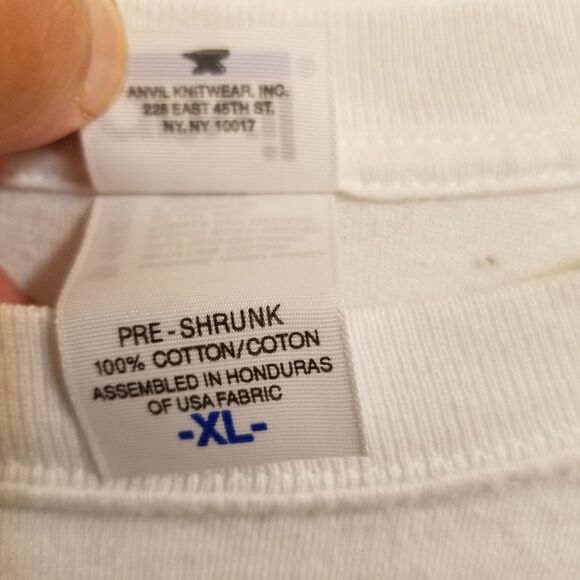 ANVIL KNITWEAR, INC.
228 EAST 45TH ST.
NY, NY 10017
PRE-SHRUNK
100% COTTON/COTON
ASSEMBLED IN HONDURAS
OF USA FABRIC
-XL-